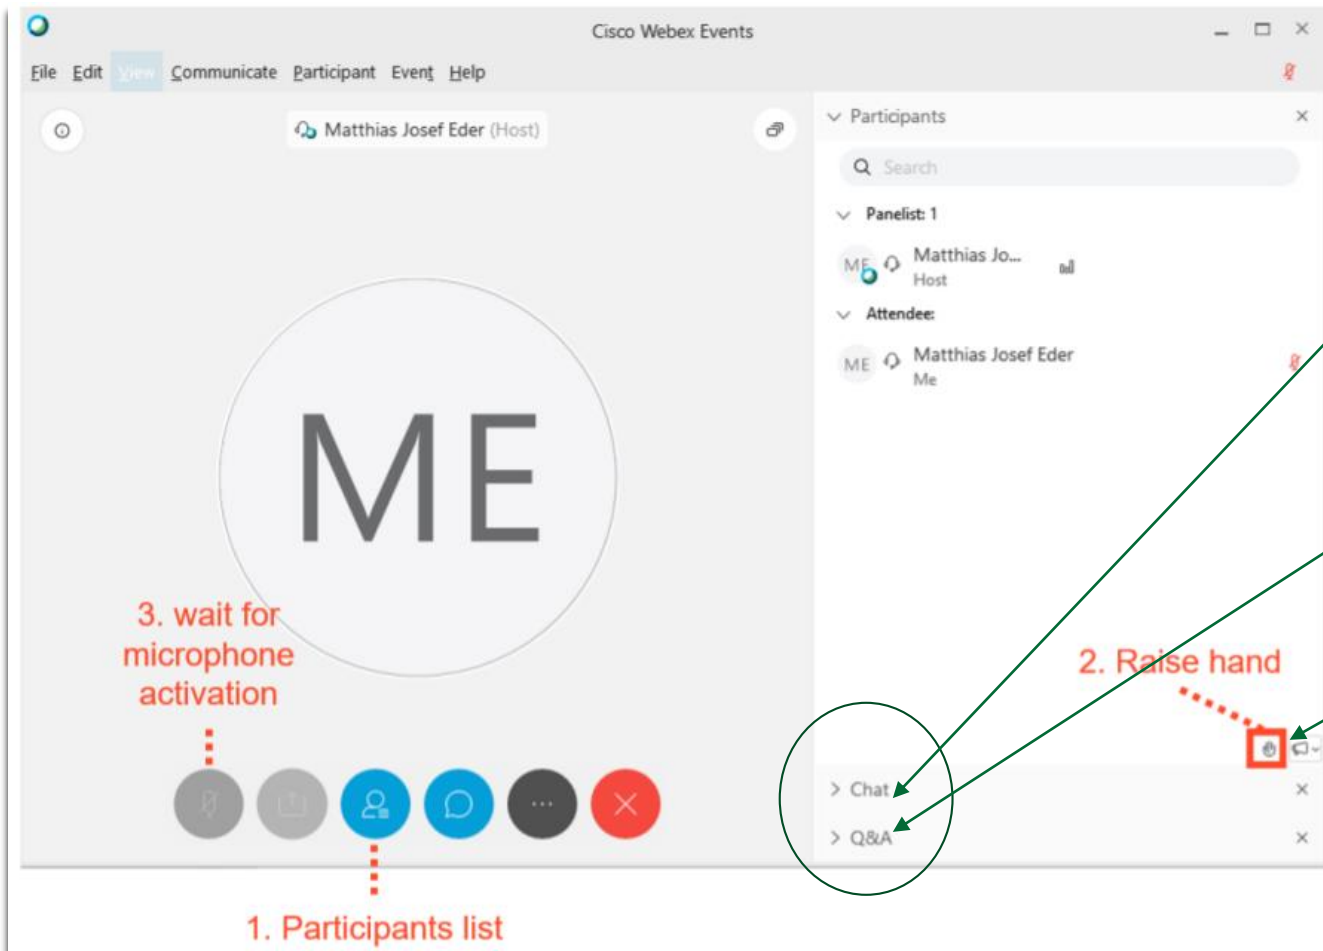 Cisco Webex Events
File Edit View Communicate Participant Event Help
Matthias Josef Eder (Host)
Participants
Search
Panelist: 1
ME
Matthias Jo...
Host
Attendee:
ME
Matthias Josef Eder
Me
ME
3. wait for
microphone
activation
2. Raise hand
Chat
Q&A
1. Participants list